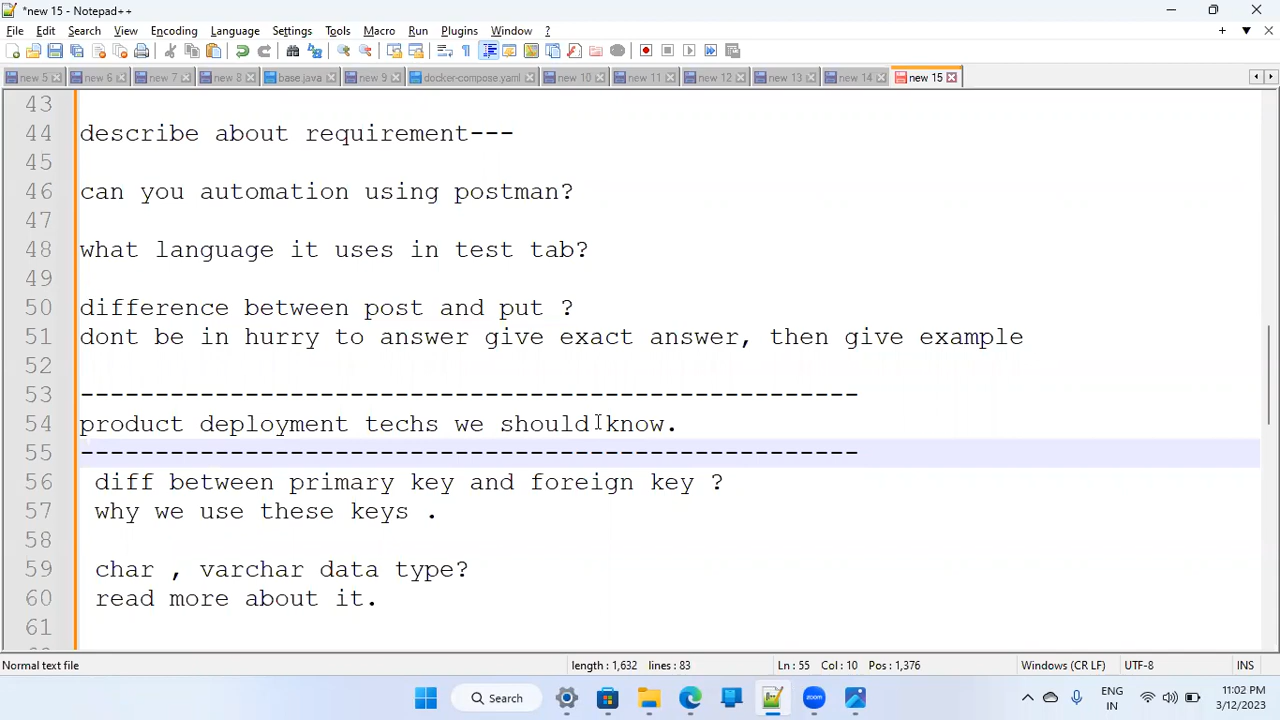 *new 15 - Notepad++
File Edit Search View Encoding Language Settings Tools Macro Run Plugins Window ?
new 5 new 6 new 7 new 8 base.java new 9 docker-compose.yaml new 10 new 11 new 12 new 13 new 14 new 15
43
44 describe about requirement---
45
46 can you automation using postman?
47
48 what language it uses in test tab?
49
50 difference between post and put ?
51 dont be in hurry to answer give exact answer, then give example
52
53 ----------------------------------------------------
54 product deployment techs we should know.
55 ----------------------------------------------------
56 diff between primary key and foreign key ?
57 why we use these keys .
58
59 char , varchar data type?
60 read more about it.
61
Normal text file length : 1,632 lines : 83 Ln : 55 Col : 10 Pos : 1,376 Windows (CR LF) UTF-8 INS
Search zoom ENG IN 11:02 PM 3/12/2023